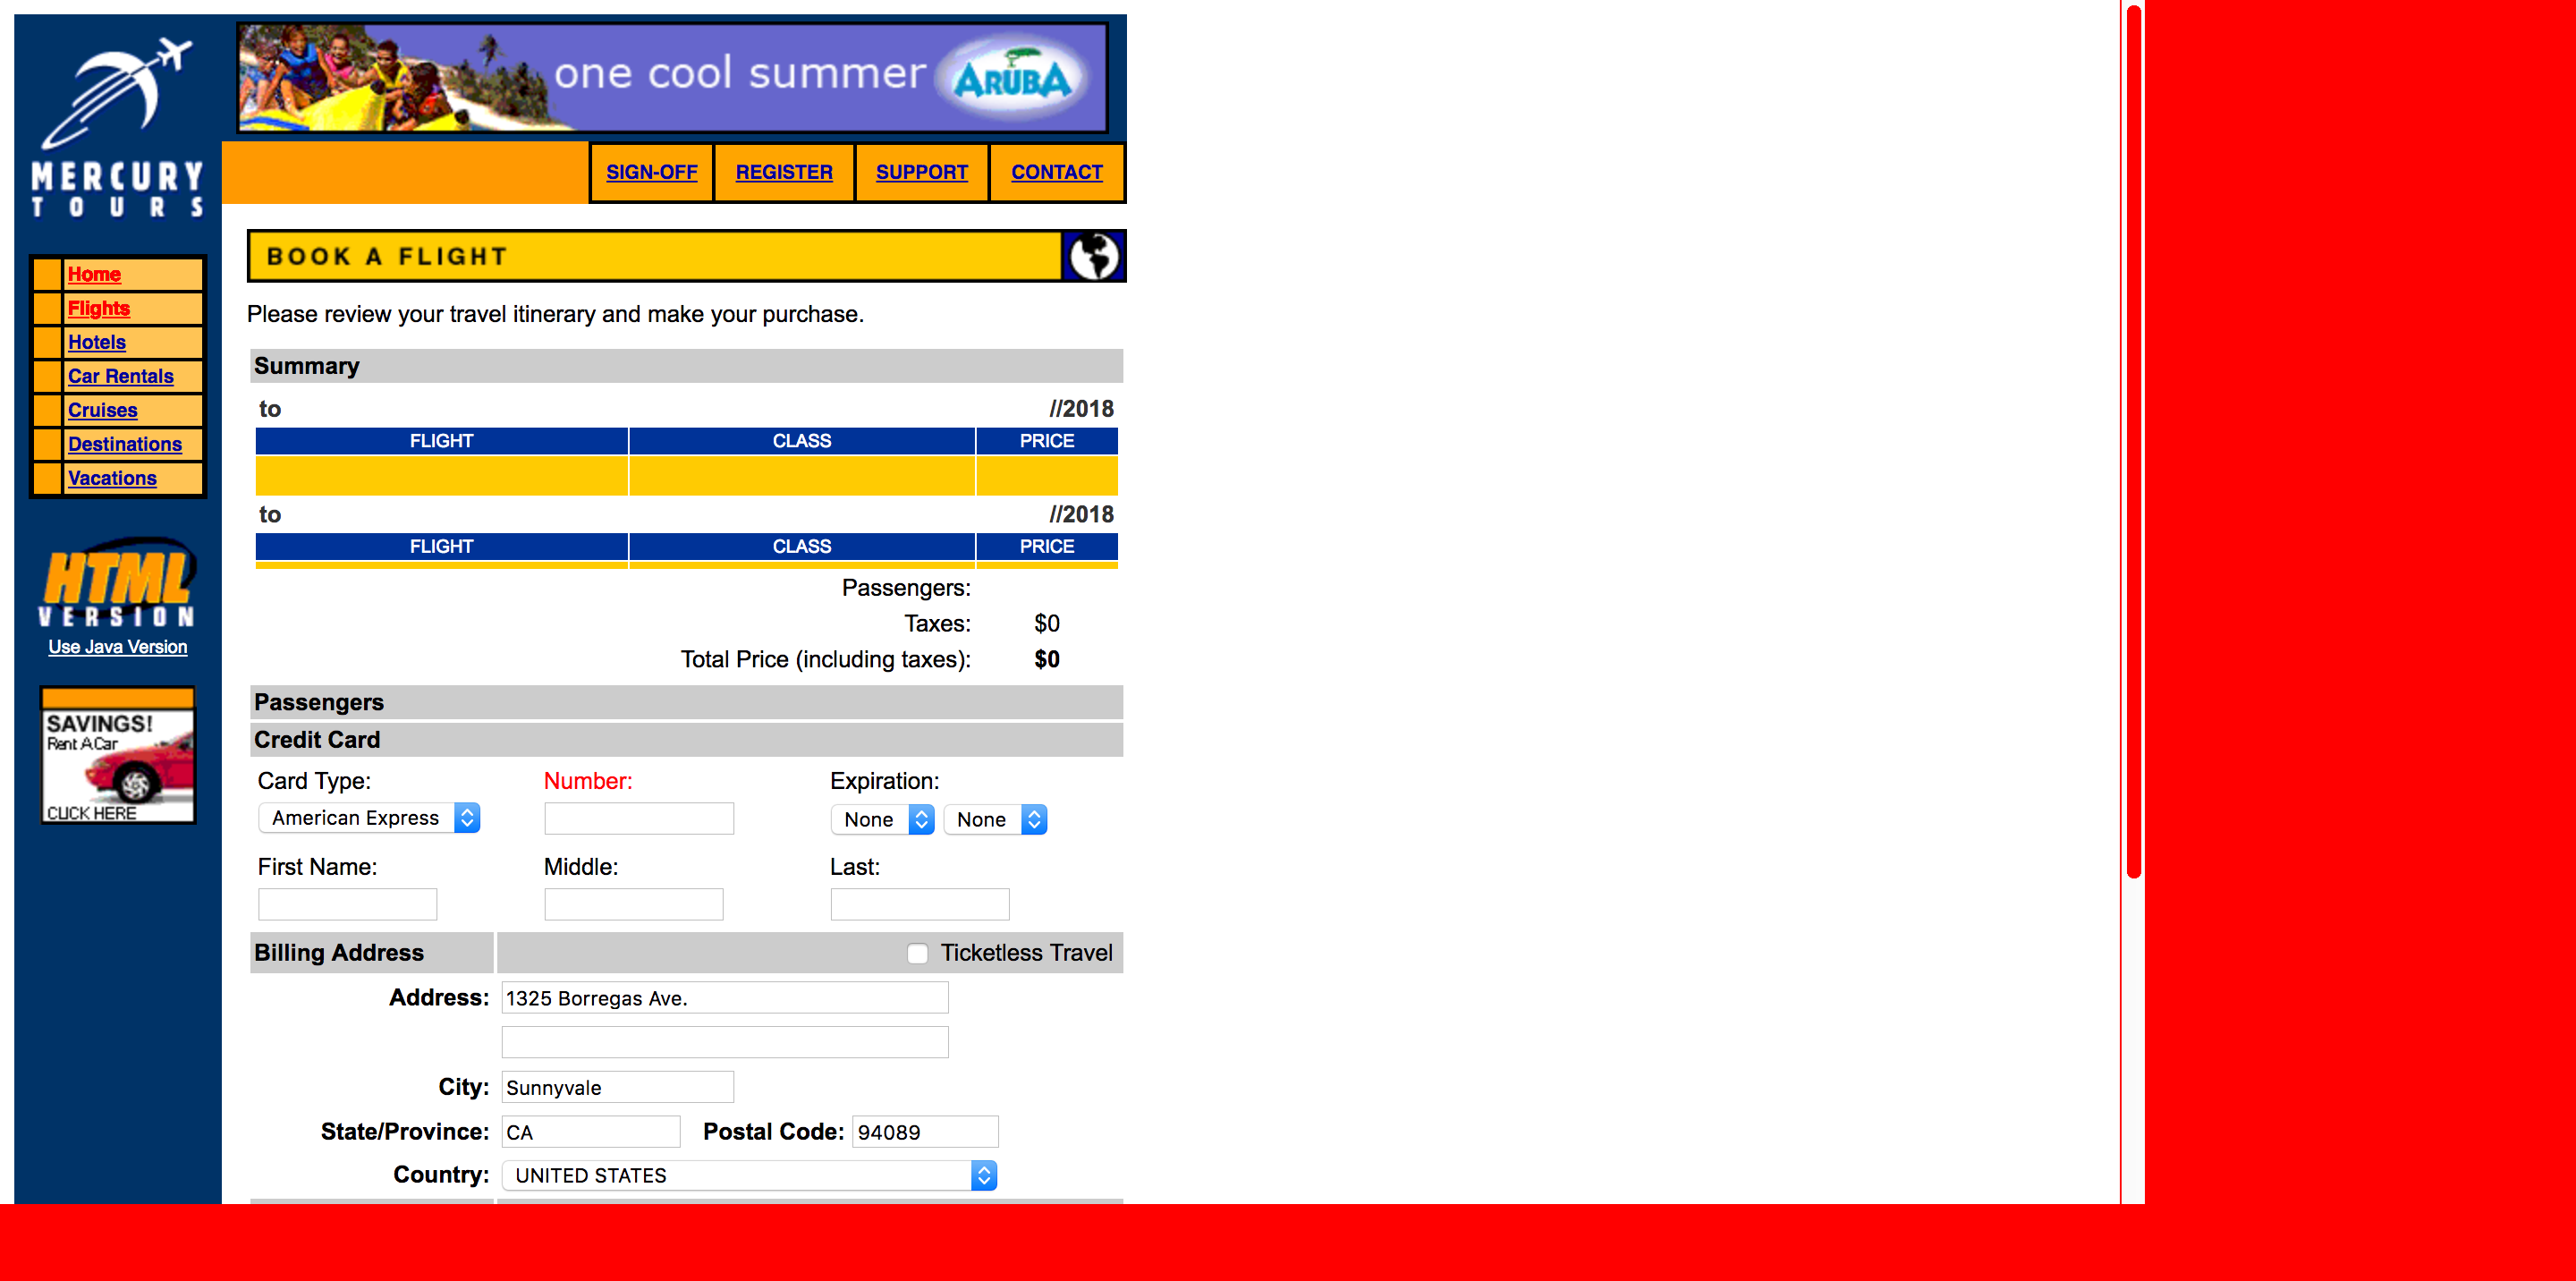 one cool summer ARUBA
MERCURY
TOURS
SIGN-OFF REGISTER SUPPORT CONTACT
Home
Flights
Hotels
Car Rentals
Cruises
Destinations
Vacations
HTML
VERSION
Use Java Version
SAVINGS!
Rent A Car
CLICK HERE
BOOK A FLIGHT
Please review your travel itinerary and make your purchase.
Summary
to //2018
FLIGHT CLASS PRICE
to //2018
FLIGHT CLASS PRICE
Passengers:
Taxes: $0
Total Price (including taxes): $0
Passengers
Credit Card
Card Type: Number: Expiration:
American Express None None
First Name: Middle: Last:
Billing Address Ticketless Travel
Address: 1325 Borregas Ave.
City: Sunnyvale
State/Province: CA Postal Code: 94089
Country: UNITED STATES